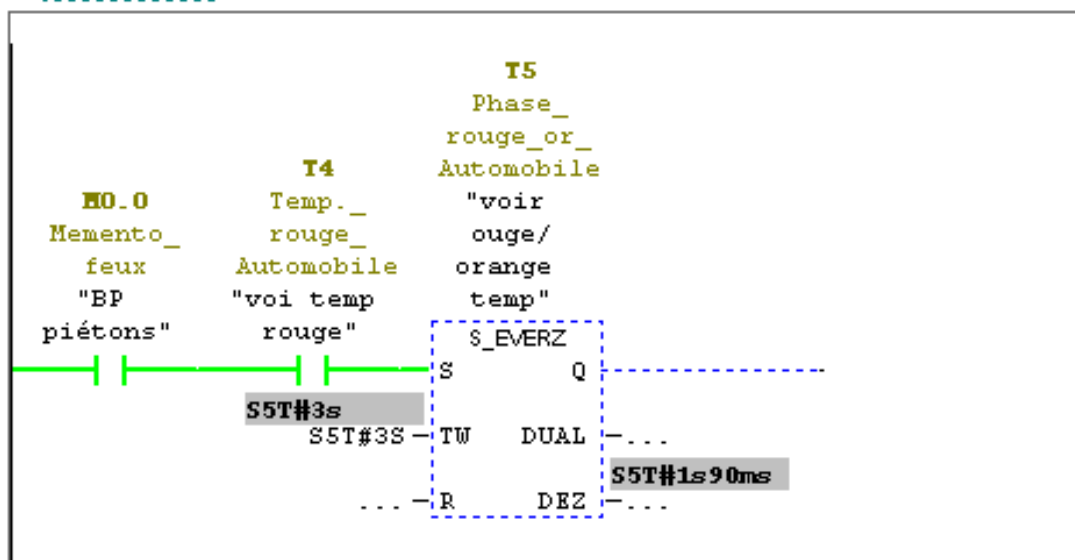 T5
Phase_
rouge_or_
Automobile
"voir
ouge/
orange
temp"
T4
Temp._
rouge_
Automobile
"voi temp
rouge"
M0.0
Memento_
feux
"BP
piétons"
S_EVERZ
S Q
S5T#3s
S5T#3S TW DUAL ...
S5T#1s90ms
... R DEZ ...